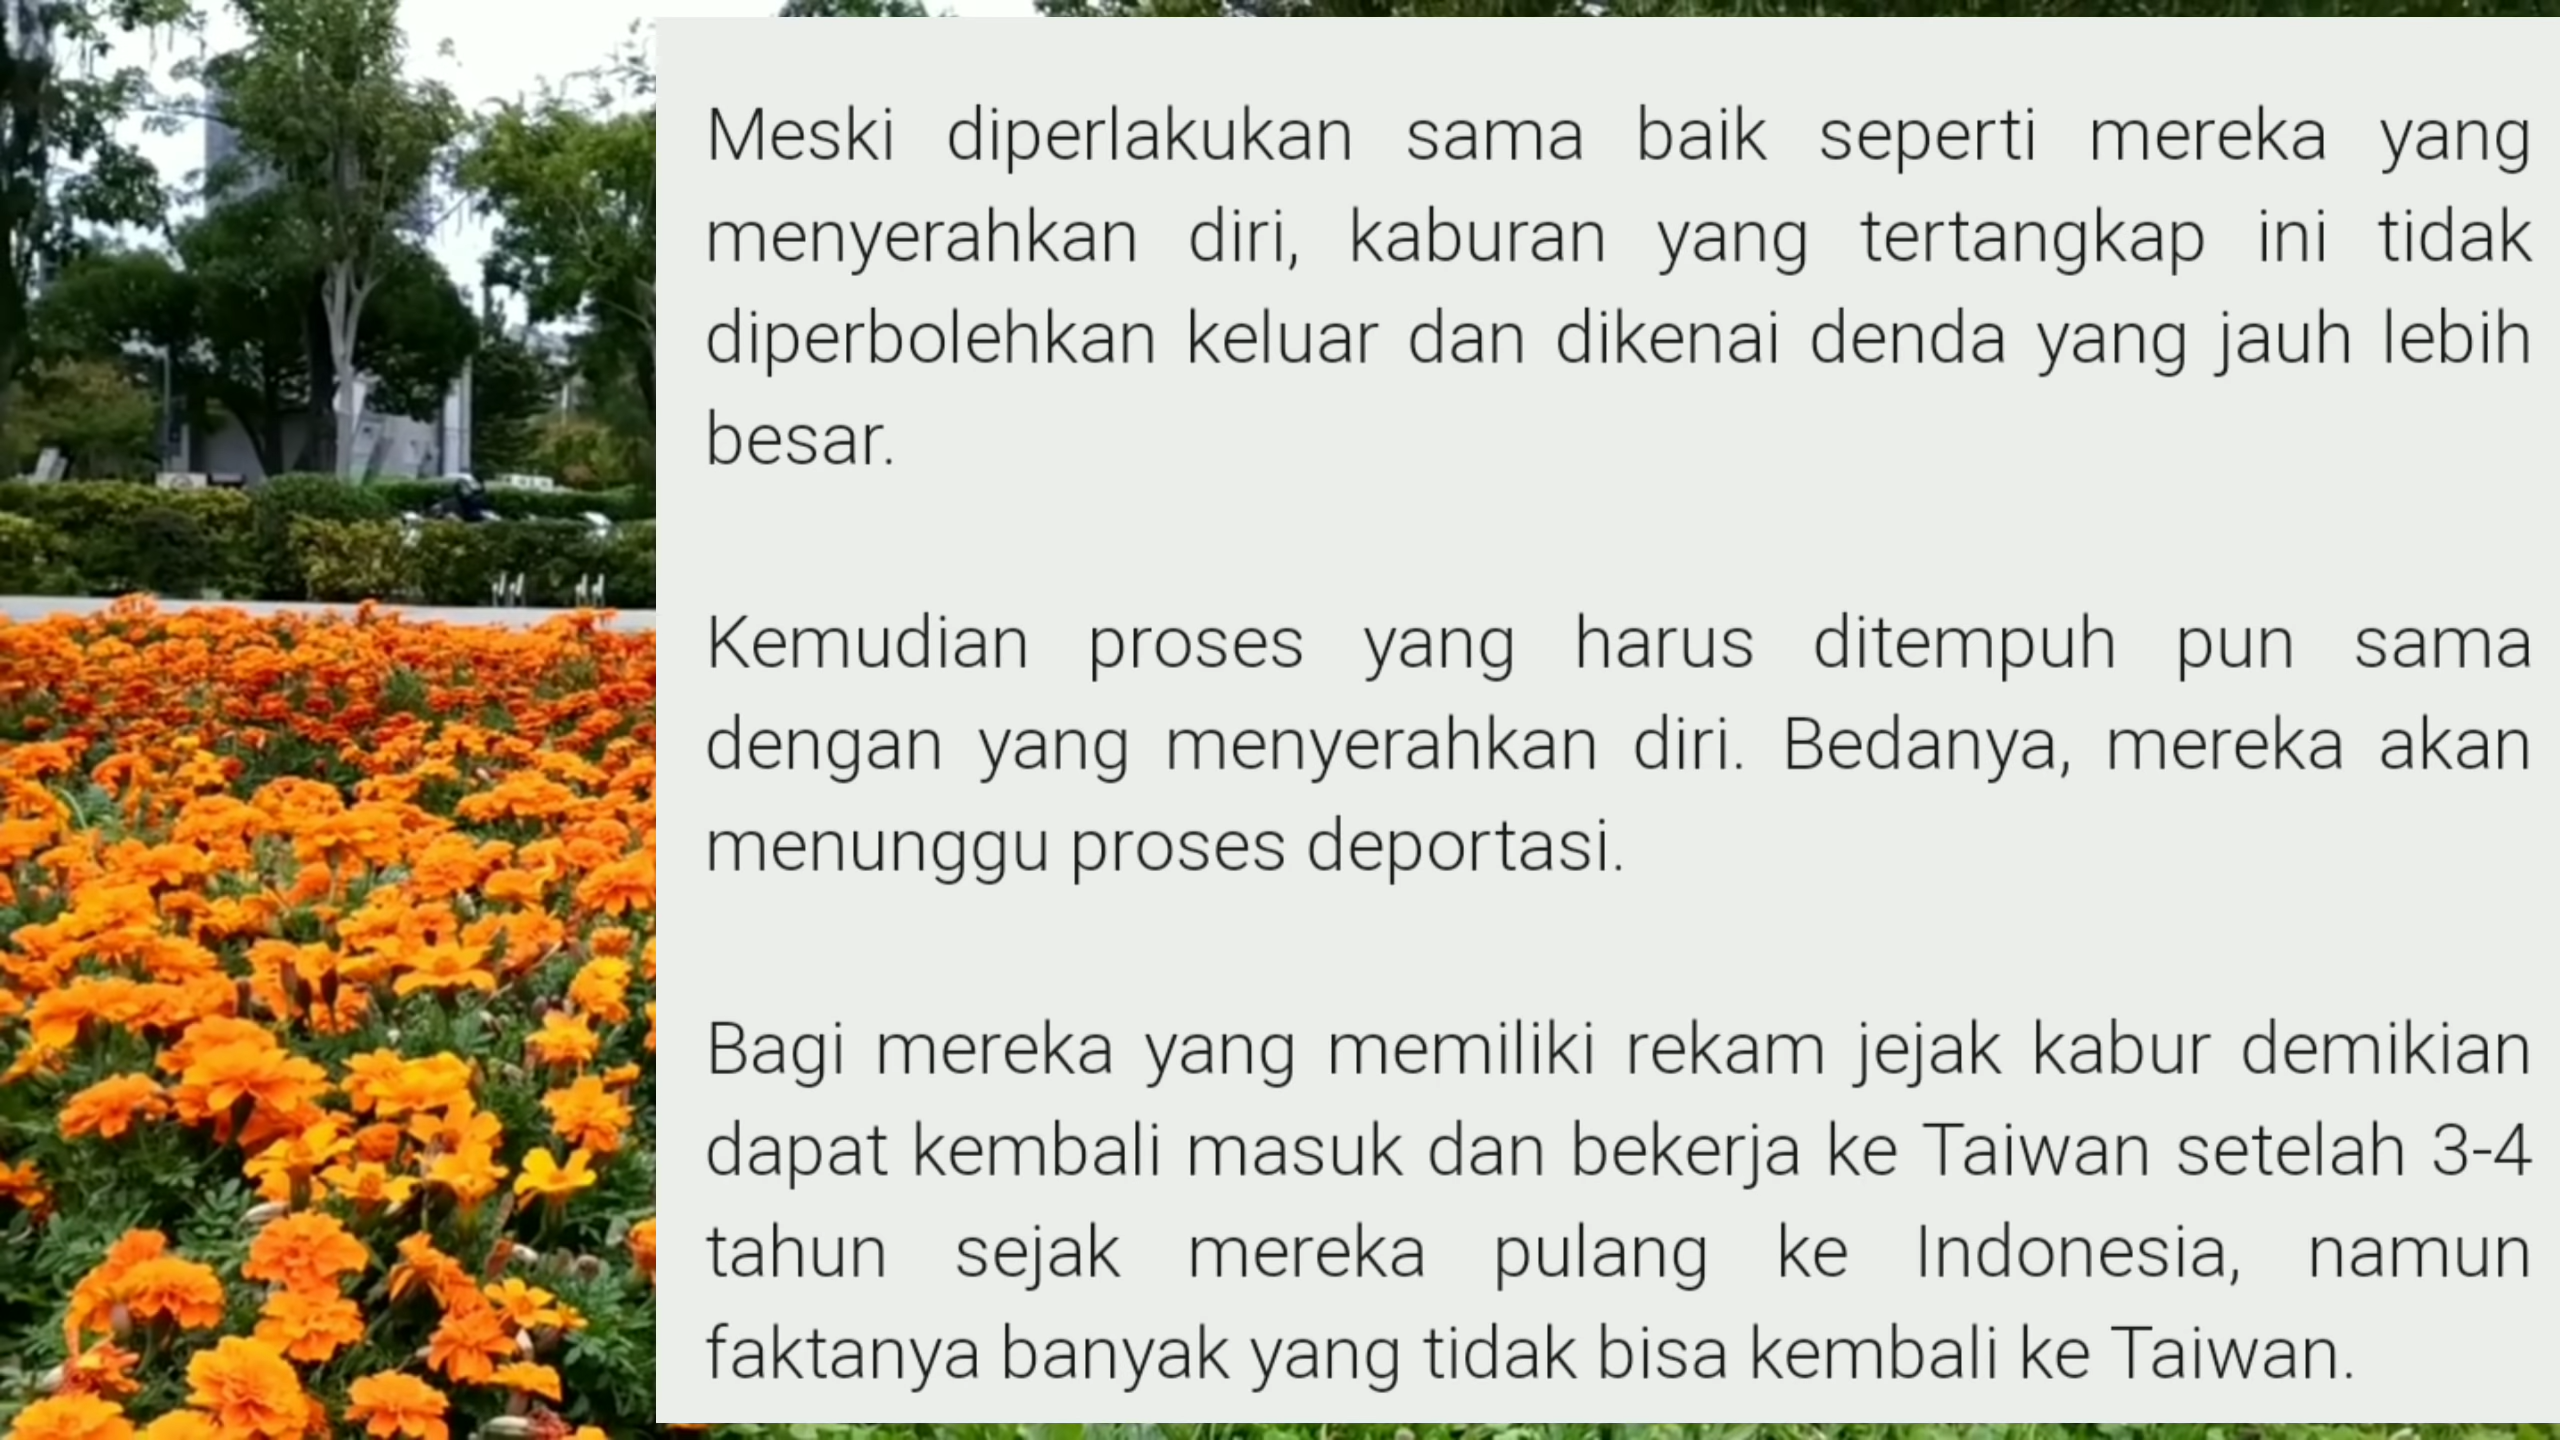 Meski diperlakukan sama baik seperti mereka yang
menyerahkan diri, kaburan yang tertangkap ini tidak
diperbolehkan keluar dan dikenai denda yang jauh lebih
besar.
Kemudian proses yang harus ditempuh pun sama
dengan yang menyerahkan diri. Bedanya, mereka akan
menunggu proses deportasi.
Bagi mereka yang memiliki rekam jejak kabur demikian
dapat kembali masuk dan bekerja ke Taiwan setelah 3-4
tahun sejak mereka pulang ke Indonesia, namun
faktanya banyak yang tidak bisa kembali ke Taiwan.